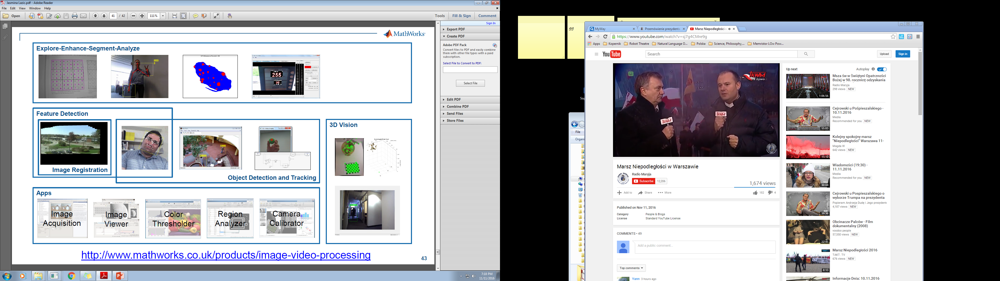 Jasmina Lazic.pdf - Adobe Reader
File Edit View Window Help
Open
41 / 42
111%
Tools
Fill & Sign
Comment
Sign In
Export PDF
Create PDF
Adobe PDF Pack
Convert files to PDF and easily combine
them with other file types with a paid
subscription.
Select File to Convert to PDF:
Select File
Edit PDF
Combine PDF
Send Files
Store Files
MathWorks
Explore-Enhance-Segment-Analyze
255
96
Feature Detection
Image Registration
Object Detection and Tracking
3D Vision
Apps
Image
Acquisition
Image
Viewer
Color
Thresholder
Region
Analyzer
Camera
Calibrator
http://www.mathworks.co.uk/products/image-video-processing
43
7:18 PM
11/11/2016
gg
File
MyWay
Przemówienie prezydenta
Marsz Niepodległości
https://www.youtube.com/watch?v=sj7g4CMre9g
Apps
Kopernik
Robot Theatre
Natural Language O...
Polska
Science, Philosophy,...
Memristor LOw Pow...
YouTube
Search
Upload
Sign in
TKWM
na żywo
TKWM
TKWM
Marsz Niepodległości w Warszawie
Radio Maryja
Subscribe 12,206
1,674 views
Add to
Share
More
182
4
Published on Nov 11, 2016
Category People & Blogs
License Standard YouTube License
COMMENTS • 49
Add a public comment...
Top comments
Yann 3 hours ago
Up next
Autoplay
Msza św w Świątyni Opatrzności
Bożej w 98. rocznicę odzyskania
Radio Maryja
298 views NEW
1:06:56
Cejrowski u Pośpieszalskiego -
10.11.2016
Media
Recommended for you NEW
55:03
Kolejny spokojny marsz
"Niepodległości" Warszawa 11-
Magda W
642 views NEW
15:12
Wiadomości (19:30) -
11.11.2016
Media
Recommended for you NEW
30:04
Cejrowski u Pospieszalskiego o
wyborze Trumpa na prezydenta
Popieram Andrzeja Dudę i Jego prezydent
4,187 views NEW
39:38
Obcinacze Palców - Film
dokumentalny (2008)
voodoo people
57,550 views NEW
22:41
Marsz Niepodległości 2016
TAKT. TV
676 views NEW
8:13
Informacje Dnia: 10.11.2016